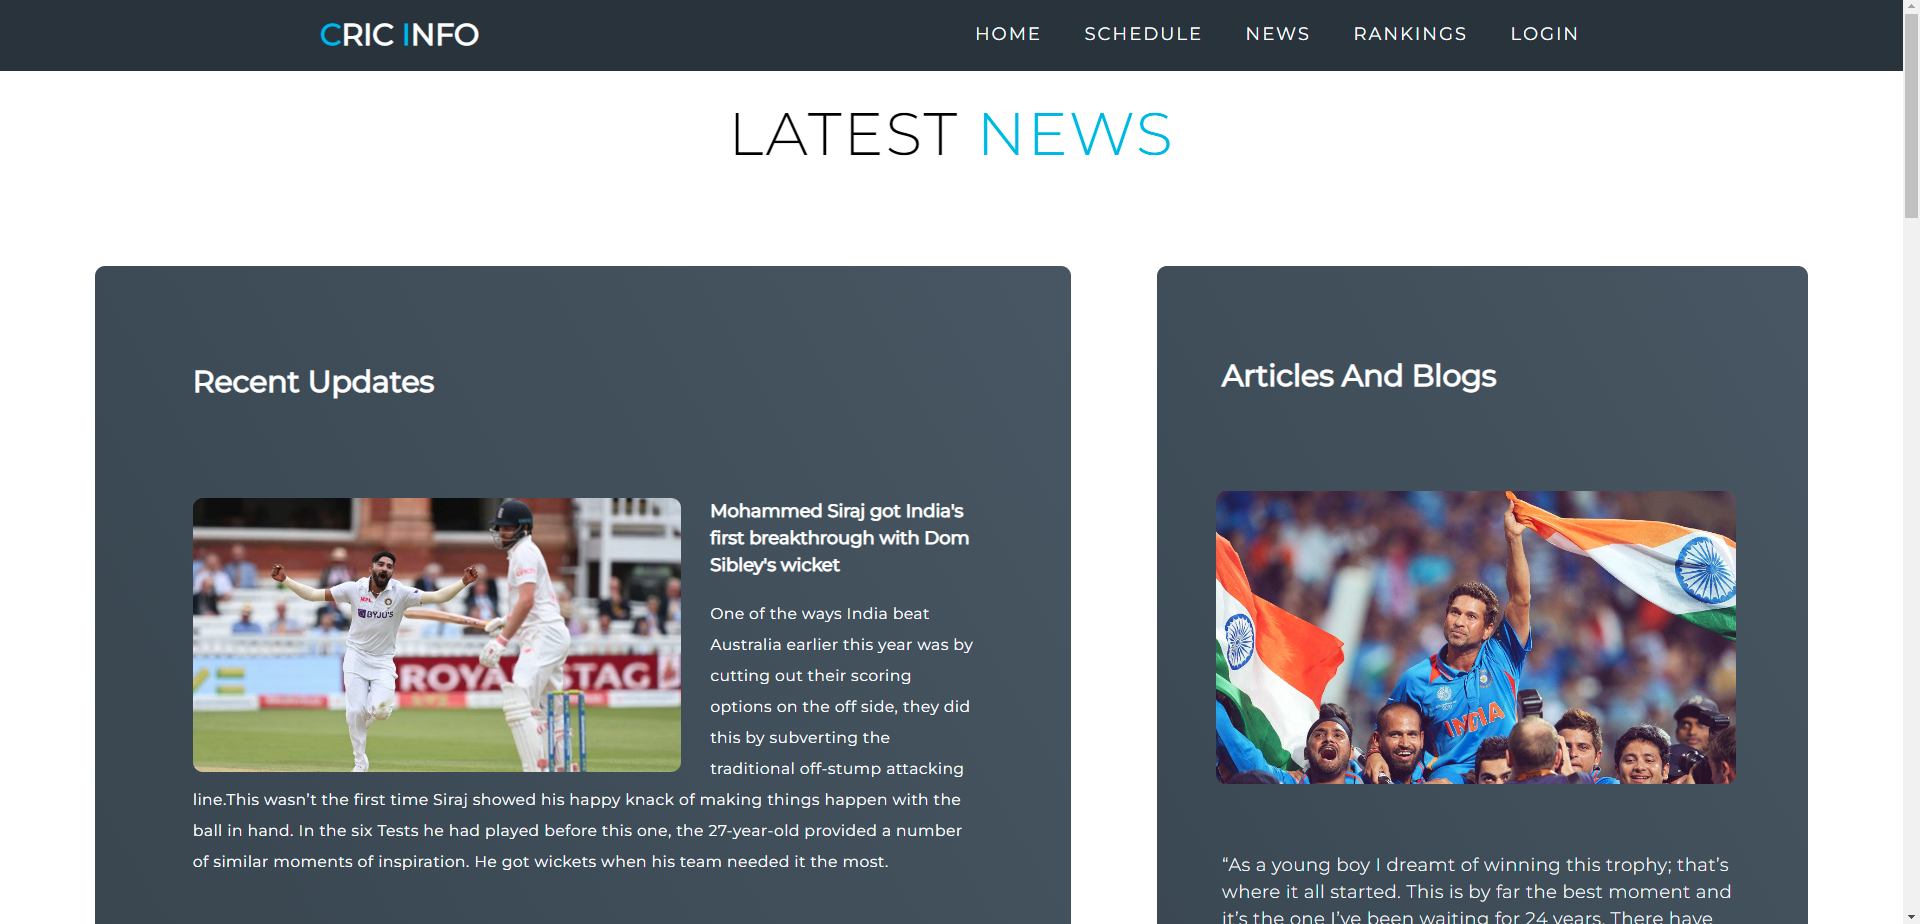 CRIC INFO
HOME
SCHEDULE
NEWS
RANKINGS
LOGIN
LATEST NEWS
Recent Updates
BYJU'S
ROYA STAG
Mohammed Siraj got India's
first breakthrough with Dom
Sibley's wicket
One of the ways India beat
Australia earlier this year was by
cutting out their scoring
options on the off side, they did
this by subverting the
traditional off-stump attacking
line.This wasn’t the first time Siraj showed his happy knack of making things happen with the
ball in hand. In the six Tests he had played before this one, the 27-year-old provided a number
of similar moments of inspiration. He got wickets when his team needed it the most.
Articles And Blogs
INDIA
“As a young boy I dreamt of winning this trophy; that’s
where it all started. This is by far the best moment and
it’s the one I’ve been waiting for 24 years. There have